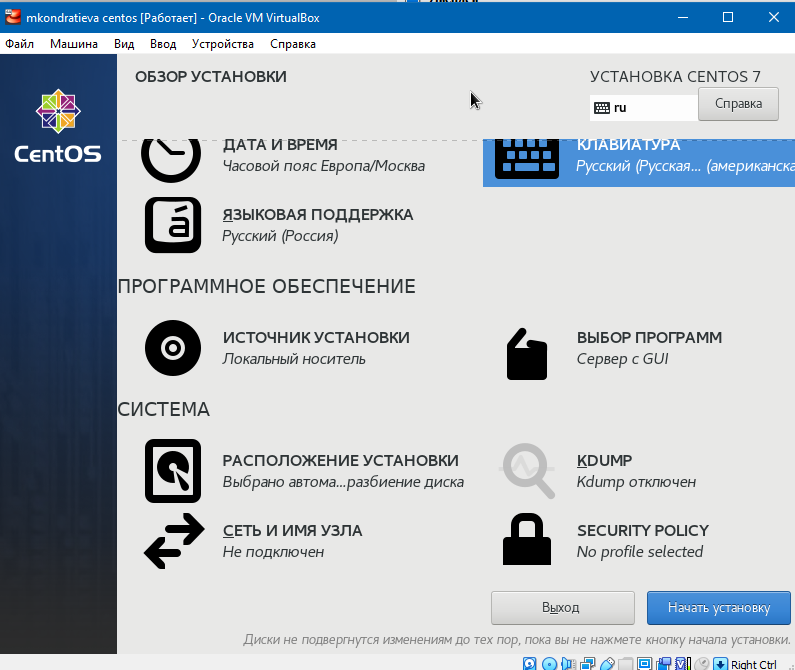 mkondratieva centos [Работает] - Oracle VM VirtualBox
Файл Машина Вид Ввод Устройства Справка
ОБЗОР УСТАНОВКИ
УСТАНОВКА CENTOS 7
ru
Справка
CentOS
ДАТА И ВРЕМЯ
Часовой пояс Европа/Москва
КЛАВИАТУРА
Русский (Русская... (американска
ЯЗЫКОВАЯ ПОДДЕРЖКА
Русский (Россия)
ПРОГРАММНОЕ ОБЕСПЕЧЕНИЕ
ИСТОЧНИК УСТАНОВКИ
Локальный носитель
ВЫБОР ПРОГРАММ
Сервер с GUI
СИСТЕМА
РАСПОЛОЖЕНИЕ УСТАНОВКИ
Выбрано автома...разбиение диска
KDUMP
Kdump отключен
СЕТЬ И ИМЯ УЗЛА
Не подключен
SECURITY POLICY
No profile selected
Выход
Начать установку
Диски не подвергнутся изменениям до тех пор, пока вы не нажмете кнопку начала установки.
Right Ctrl